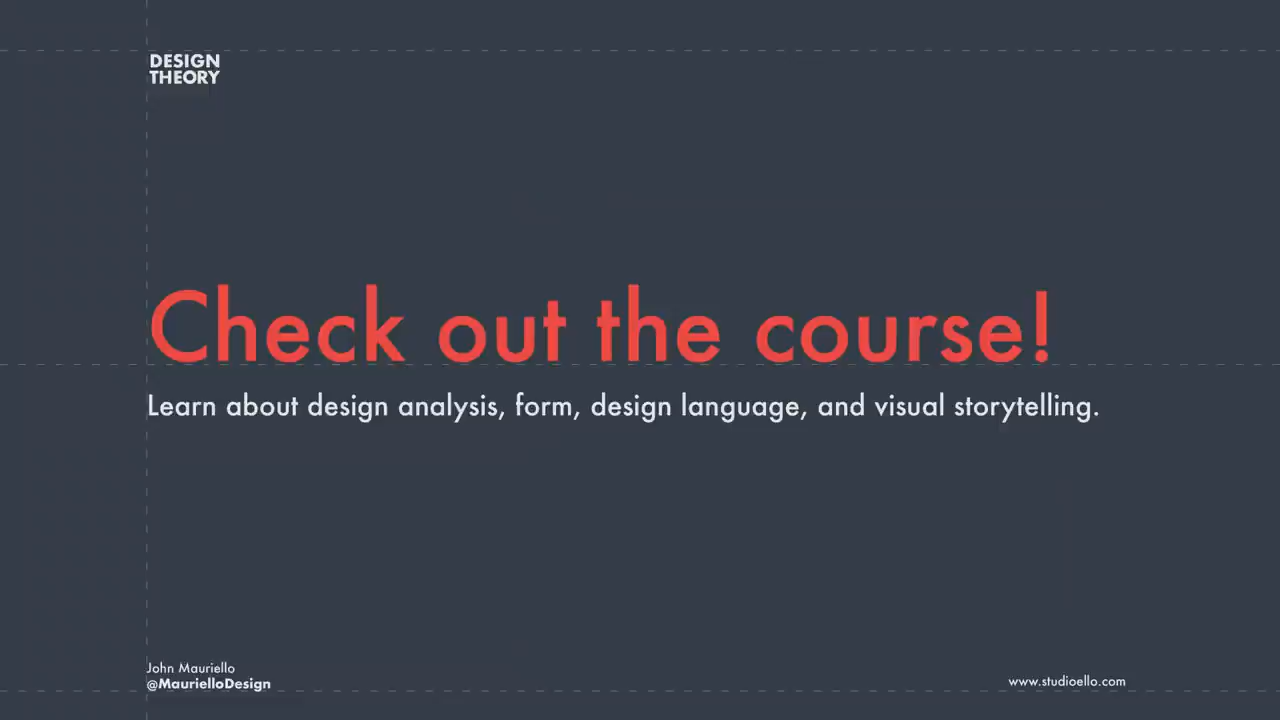 DESIGN
THEORY
Check out the course!
Learn about design analysis, form, design language, and visual storytelling.
John Mauriello
@MaurielloDesign
www.studioello.com